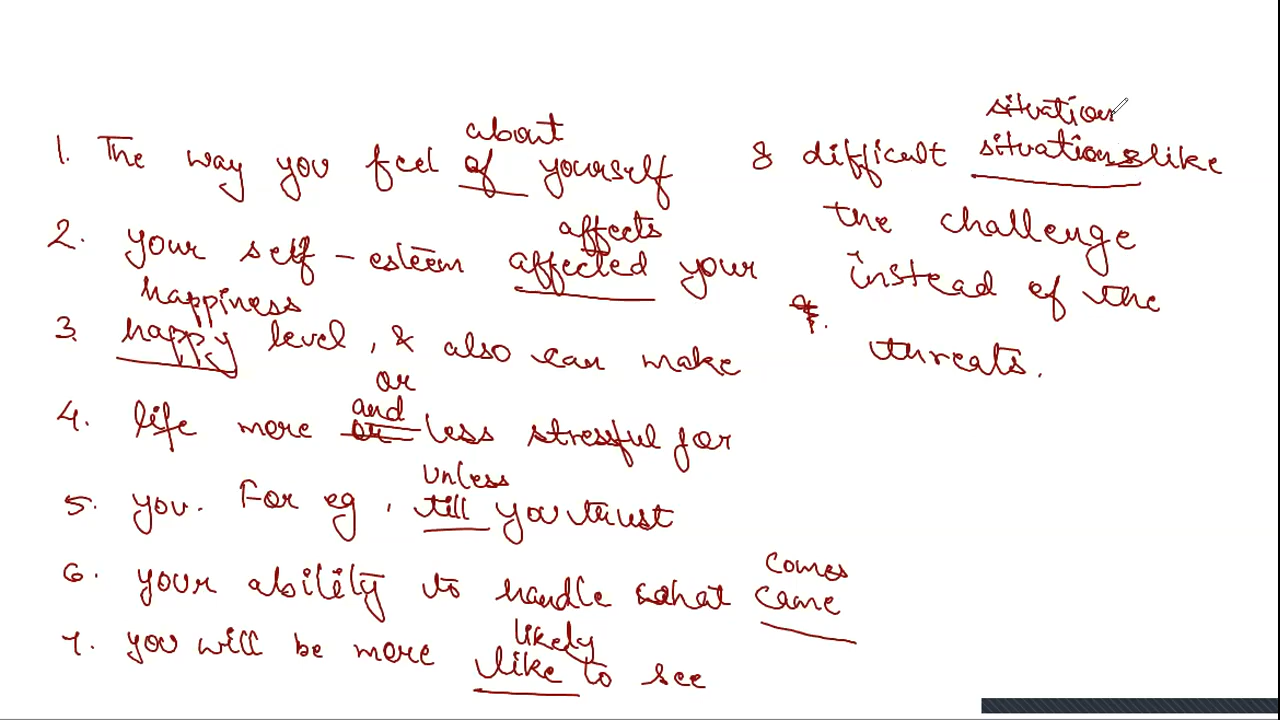 about
1. The way you feel of yourself
affects
2. your self - esteem affected your
happiness
3. happy level, & also can make
or
and
4. life more or less stressful for
unless
5. you. For eg, till you trust
comes
6. your ability to handle what came
likely
7. you will be more like to see
situation
8 difficult situations like
the challenge
instead of the
9.
threats.